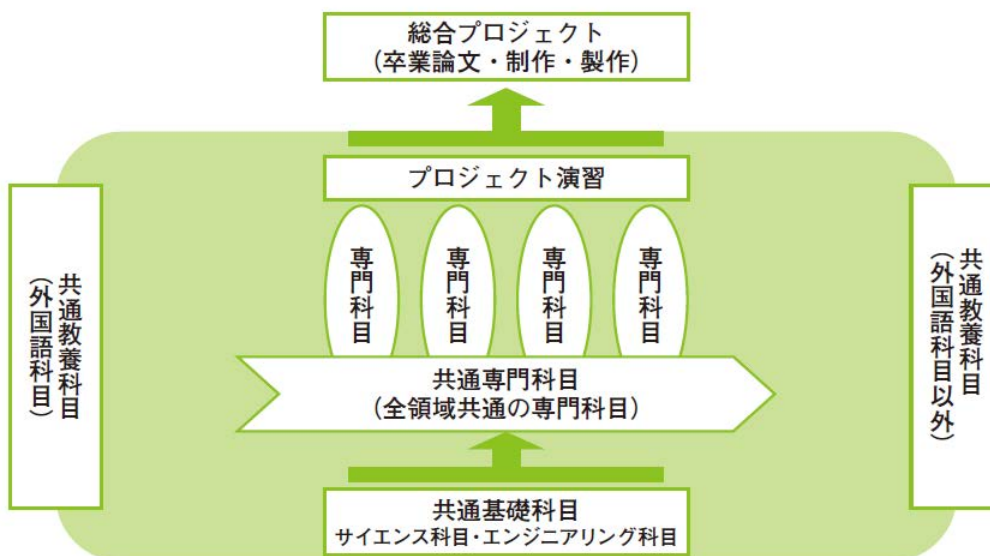 総合プロジェクト
（卒業論文・制作・製作）
プロジェクト演習
専門科目
専門科目
専門科目
専門科目
共通教養科目
（外国語科目）
共通教養科目
（外国語科目以外）
共通専門科目
（全領域共通の専門科目）
共通基礎科目
サイエンス科目・エンジニアリング科目